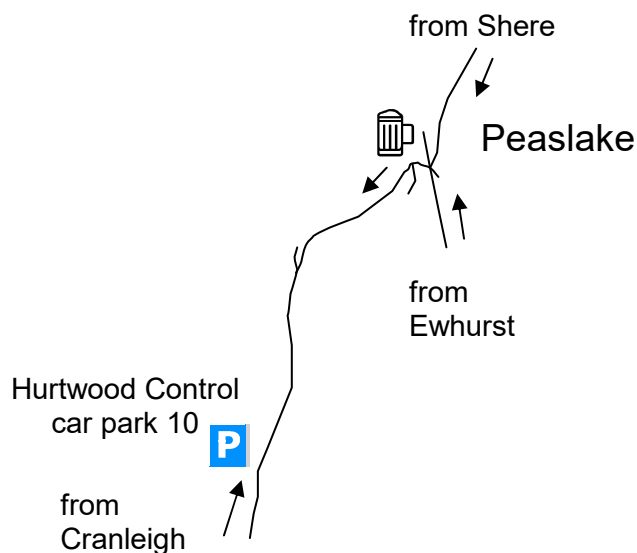 from Shere
Peaslake
from
Ewhurst
Hurtwood Control
car park 10
P
from
Cranleigh